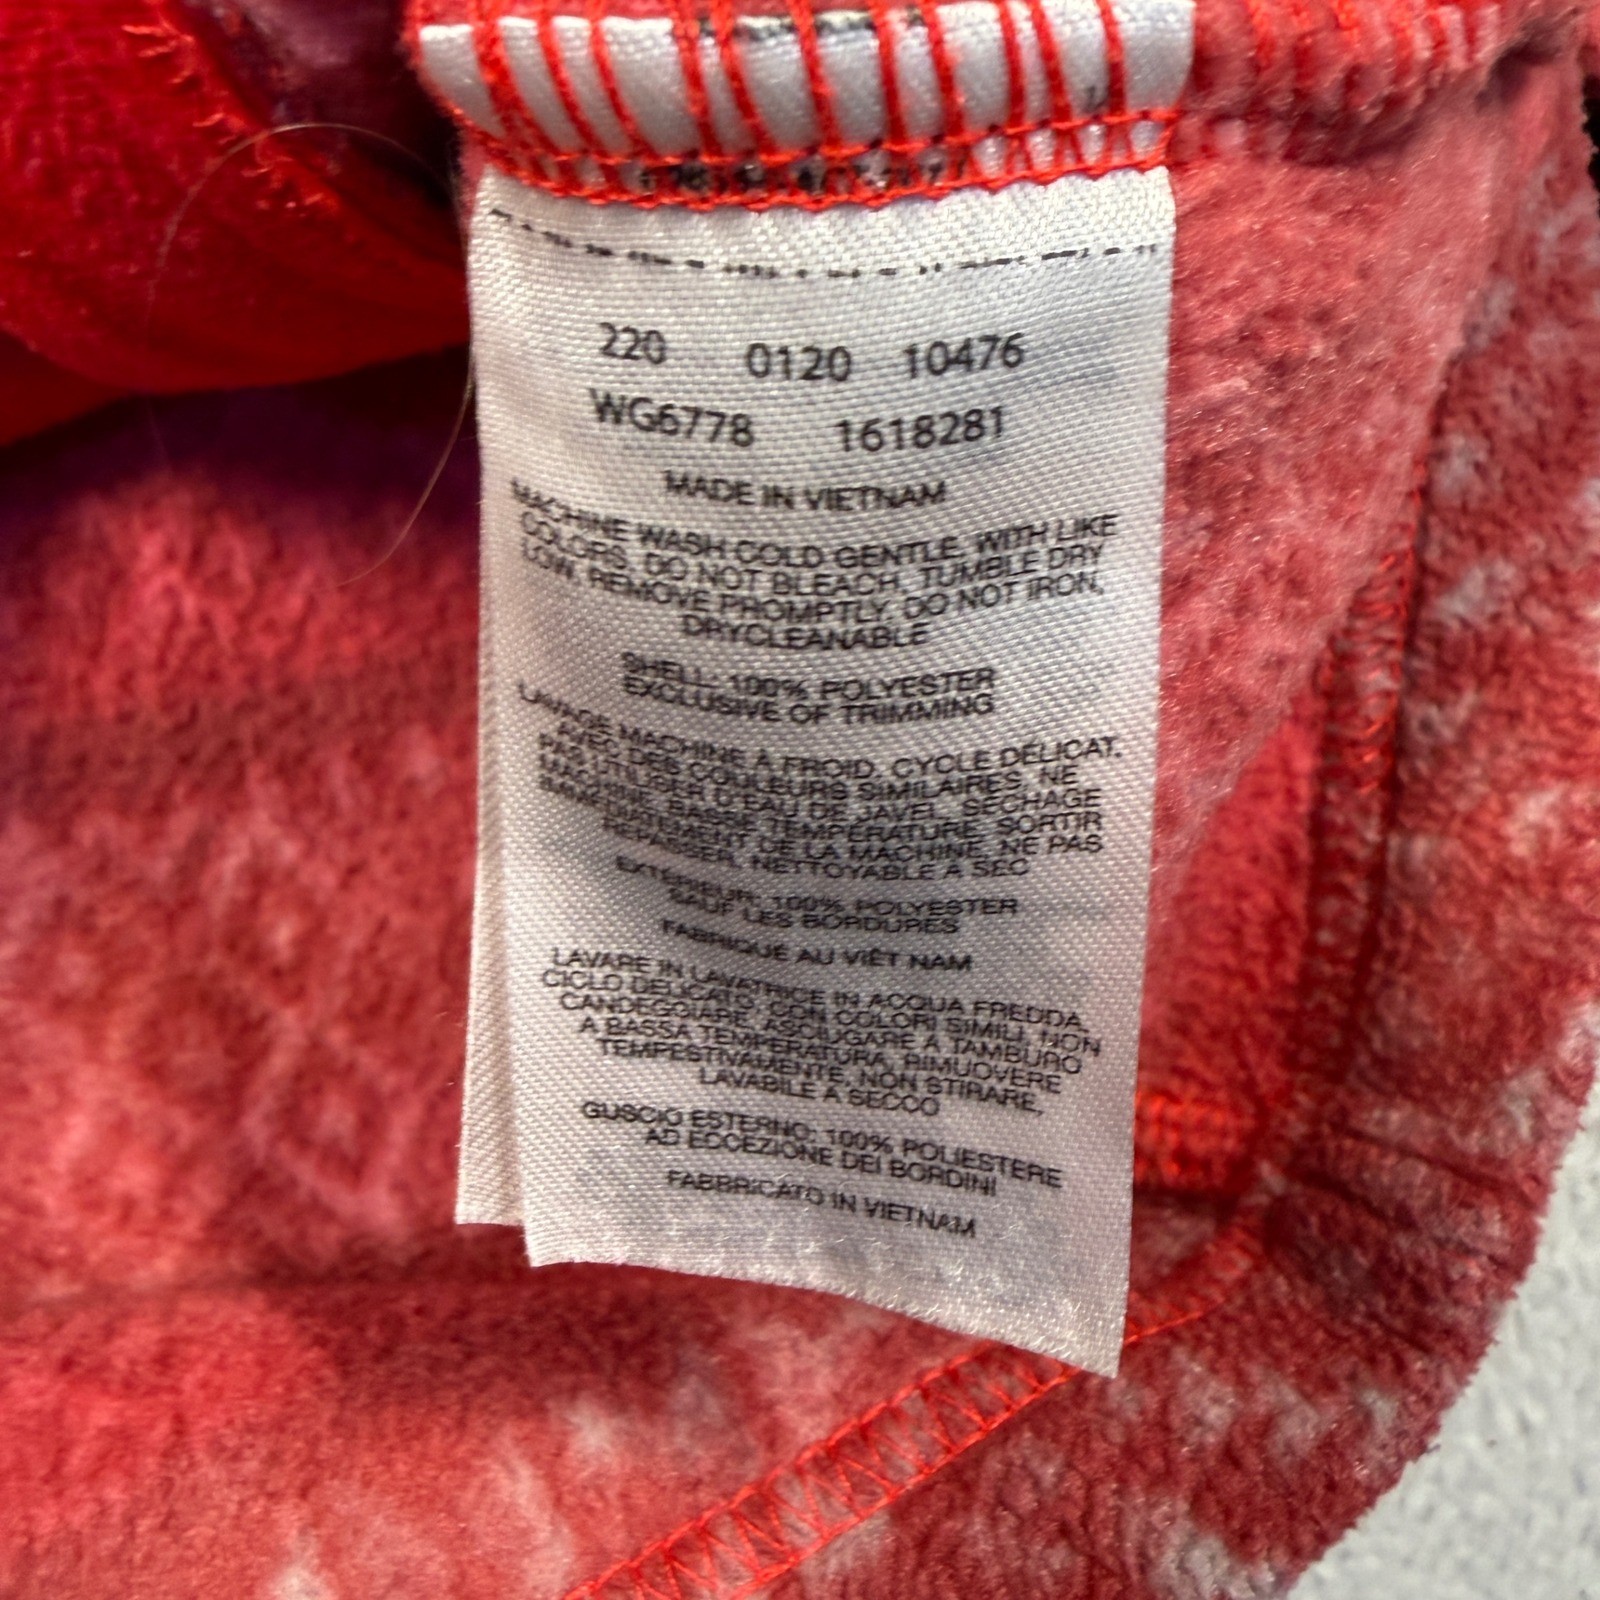 220 0120 10476
WG6778 1618281
MADE IN VIETNAM
MACHINE WASH COLD GENTLE, WITH LIKE
COLORS, DO NOT BLEACH, TUMBLE DRY
LOW, REMOVE PROMPTLY, DO NOT IRON,
DRYCLEANABLE
SHELL: 100% POLYESTER
EXCLUSIVE OF TRIMMING
LAVAGE MACHINE À FROID, CYCLE DÉLICAT,
AVEC DES COULEURS SIMILAIRES, NE
PAS UTILISER D'EAU DE JAVEL, SÉCHAGE
MACHINE, BASSE TEMPÉRATURE, SORTIR
IMMÉDIATEMENT DE LA MACHINE, NE PAS
REPASSER, NETTOYABLE À SEC
EXTÉRIEUR: 100% POLYESTER
SAUF LES BORDURES
FABRIQUÉ AU VIÊT NAM
LAVARE IN LAVATRICE IN ACQUA FREDDA,
CICLO DELICATO, CON COLORI SIMILI, NON
CANDEGGIARE, ASCIUGARE A TAMBURO
A BASSA TEMPERATURA, RIMUOVERE
TEMPESTIVAMENTE, NON STIRARE,
LAVABILE A SECCO
GUSCIO ESTERNO: 100% POLIESTERE
AD ECCEZIONE DEI BORDINI
FABBRICATO IN VIETNAM